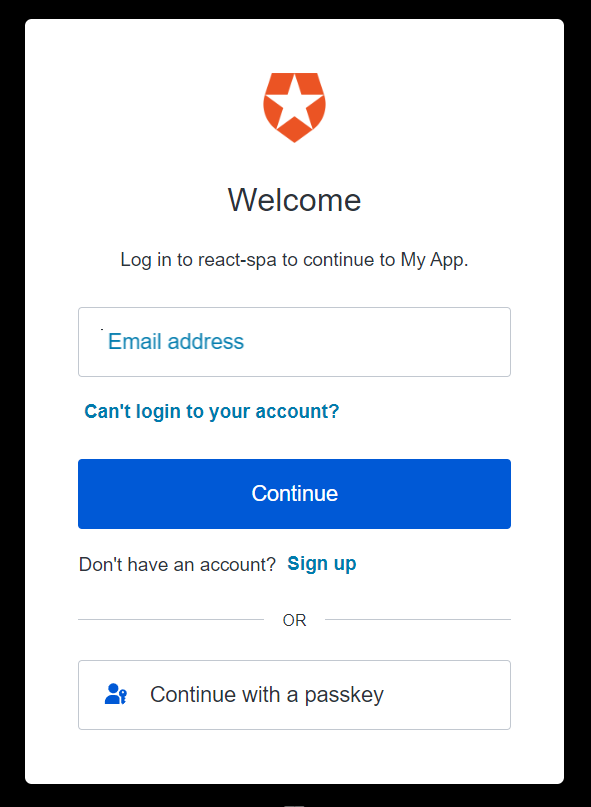 Welcome
Log in to react-spa to continue to My App.
Email address
Can't login to your account?
Continue
Don't have an account? Sign up
OR
Continue with a passkey